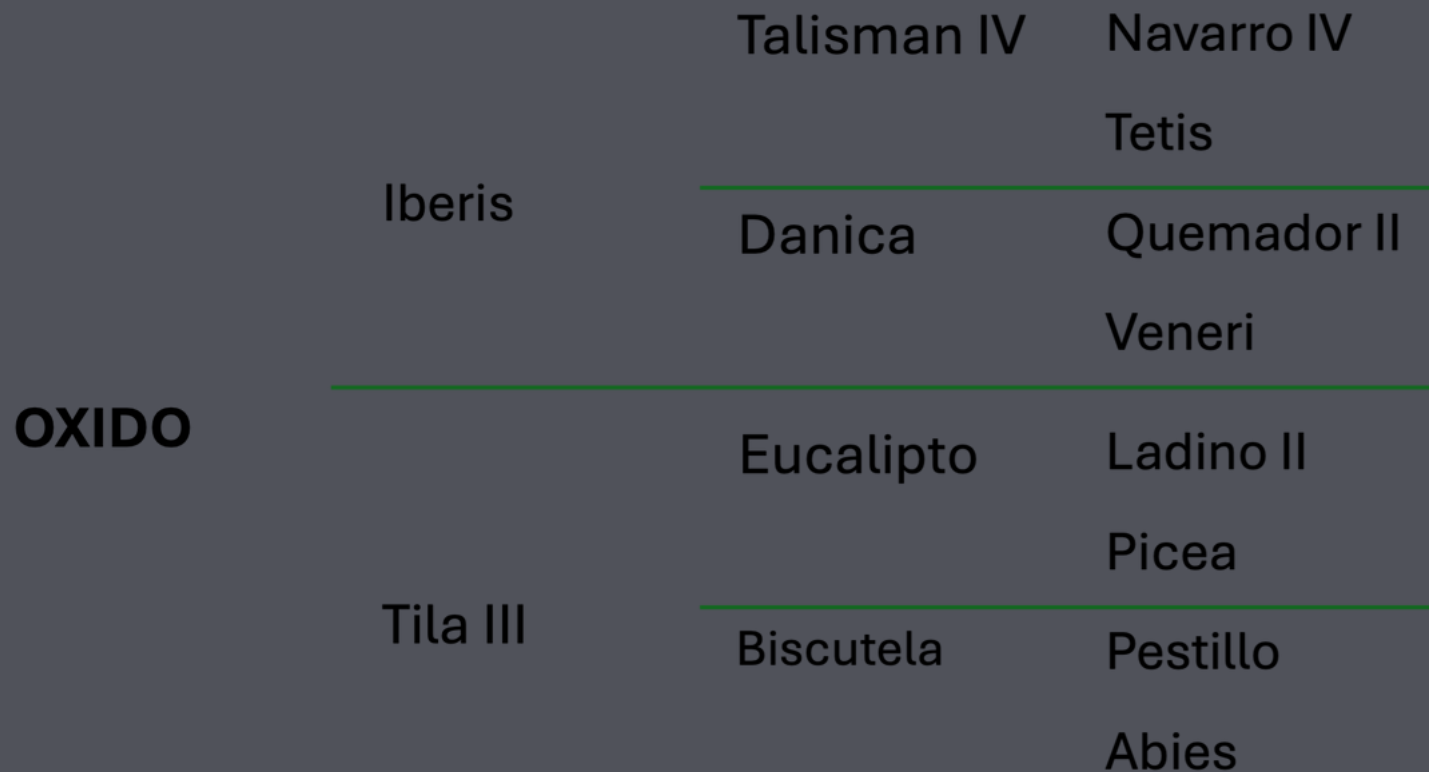 Talisman IV Navarro IV
Tetis
Iberis
Danica Quemador II
Veneri
OXIDO
Eucalipto Ladino II
Picea
Tila III
Biscutela Pestillo
Abies